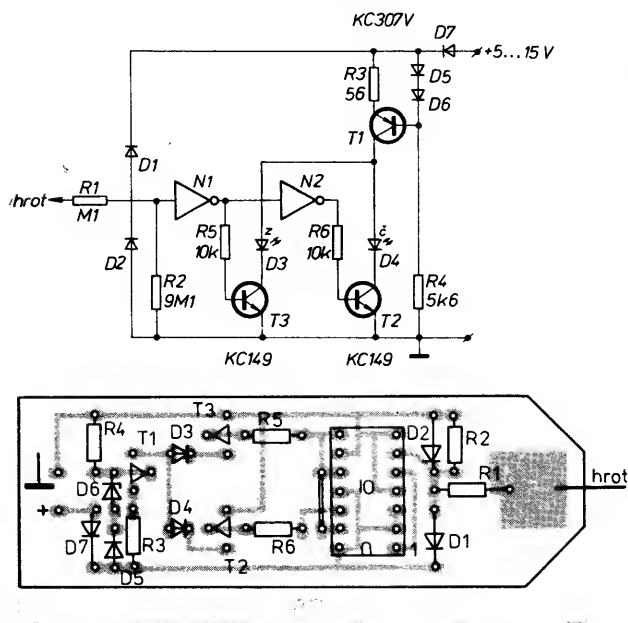 KC307V
D7
+5...15 V
R3
56
D5
D6
T1
D1
N1
N2
hrot
R1
M1
R5
10k
z
R6
10k
č
D2
D3
D4
R2
9M1
R4
5k6
T3
T2
KC149
KC149
T3
R4
T1
D3
R5
D2
R2
R1
hrot
D6
IO
+
D4
D7
R3
R6
D1
D5
T2
1